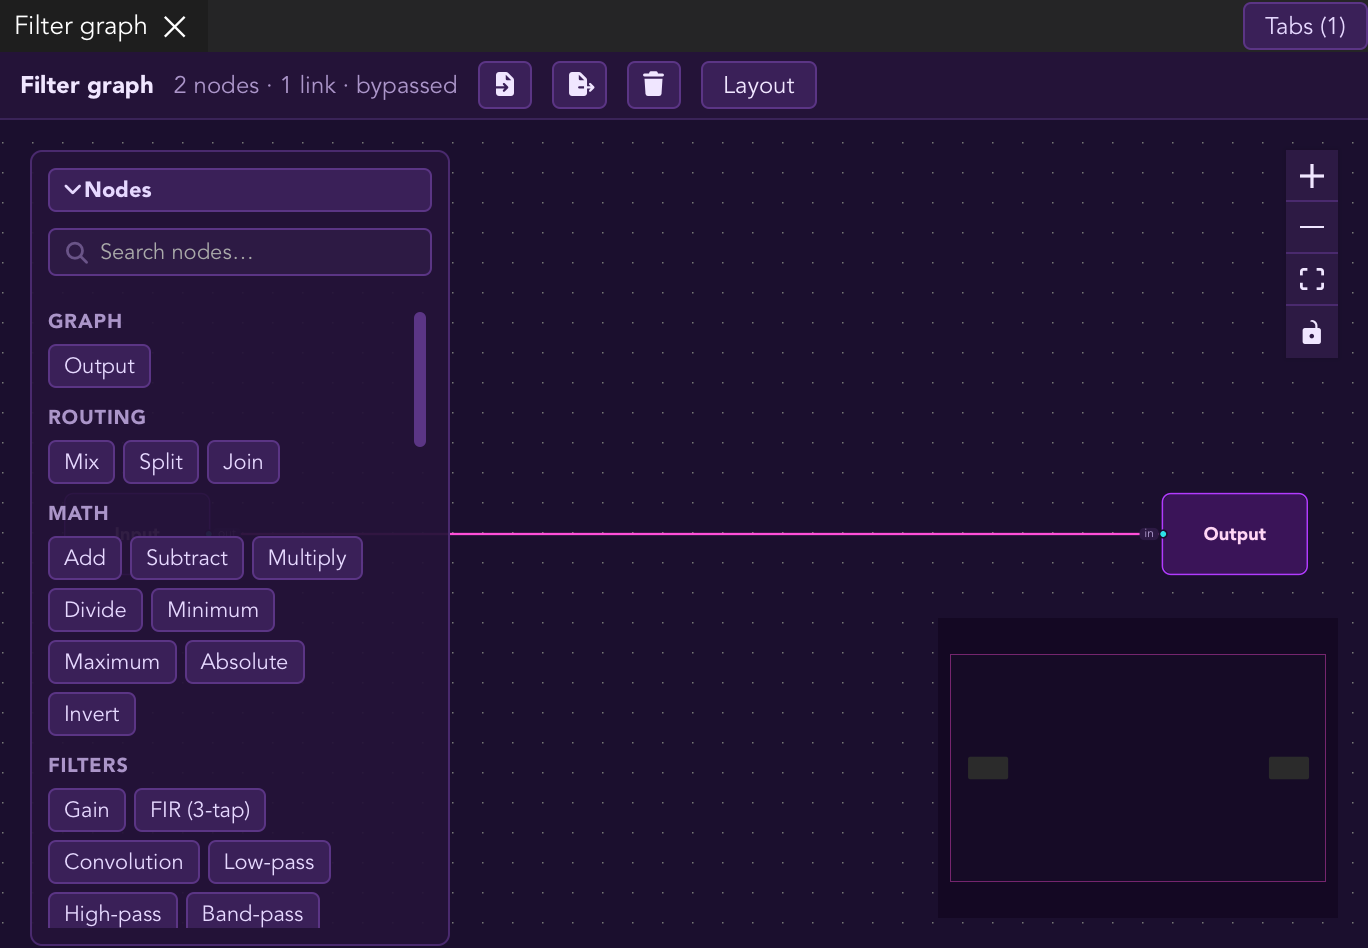 Filter graph
Tabs (1)
Filter graph 2 nodes · 1 link · bypassed Layout
Nodes
Search nodes…
GRAPH
Output
ROUTING
Mix Split Join
MATH
Input
Add Subtract Multiply
Divide Minimum
Maximum Absolute
Invert
FILTERS
Gain FIR (3-tap)
Convolution Low-pass
High-pass Band-pass
in
Output